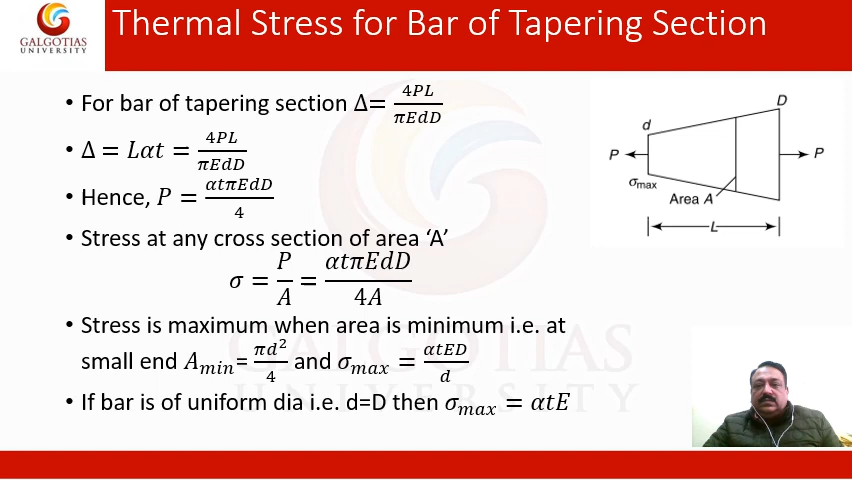 GALGOTIAS
UNIVERSITY
Thermal Stress for Bar of Tapering Section
• For bar of tapering section Δ= 4PL/πEdD
• Δ = Lαt = 4PL/πEdD
• Hence, P = αtπEdD/4
• Stress at any cross section of area ‘A’
σ = P/A = αtπEdD/4A
• Stress is maximum when area is minimum i.e. at
small end A_min= πd²/4 and σ_max = αtED/d
• If bar is of uniform dia i.e. d=D then σ_max = αtE
D
d
P
P
σmax
Area A
L
GALGOTIAS
UNIVERSITY